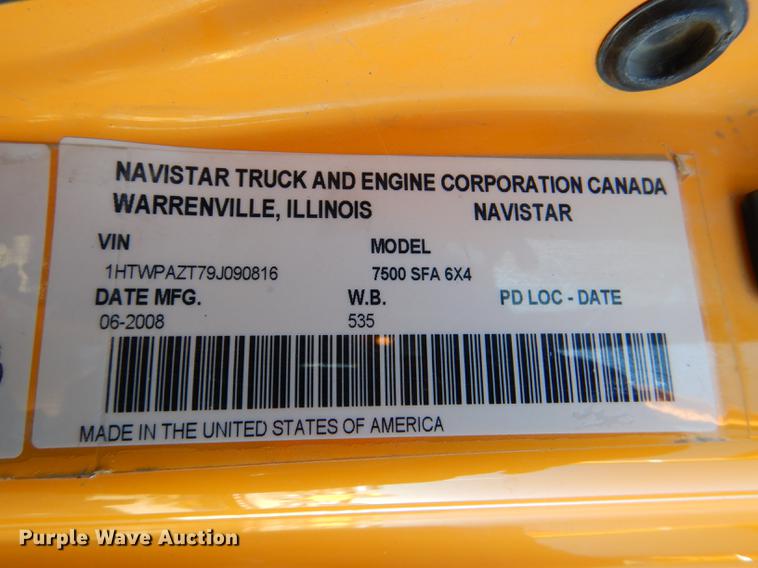 NAVISTAR TRUCK AND ENGINE CORPORATION CANADA
WARRENVILLE, ILLINOIS NAVISTAR
VIN MODEL
1HTWPAZT79J090816 7500 SFA 6X4
DATE MFG. W.B. PD LOC - DATE
06-2008 535
MADE IN THE UNITED STATES OF AMERICA
Purple Wave Auction